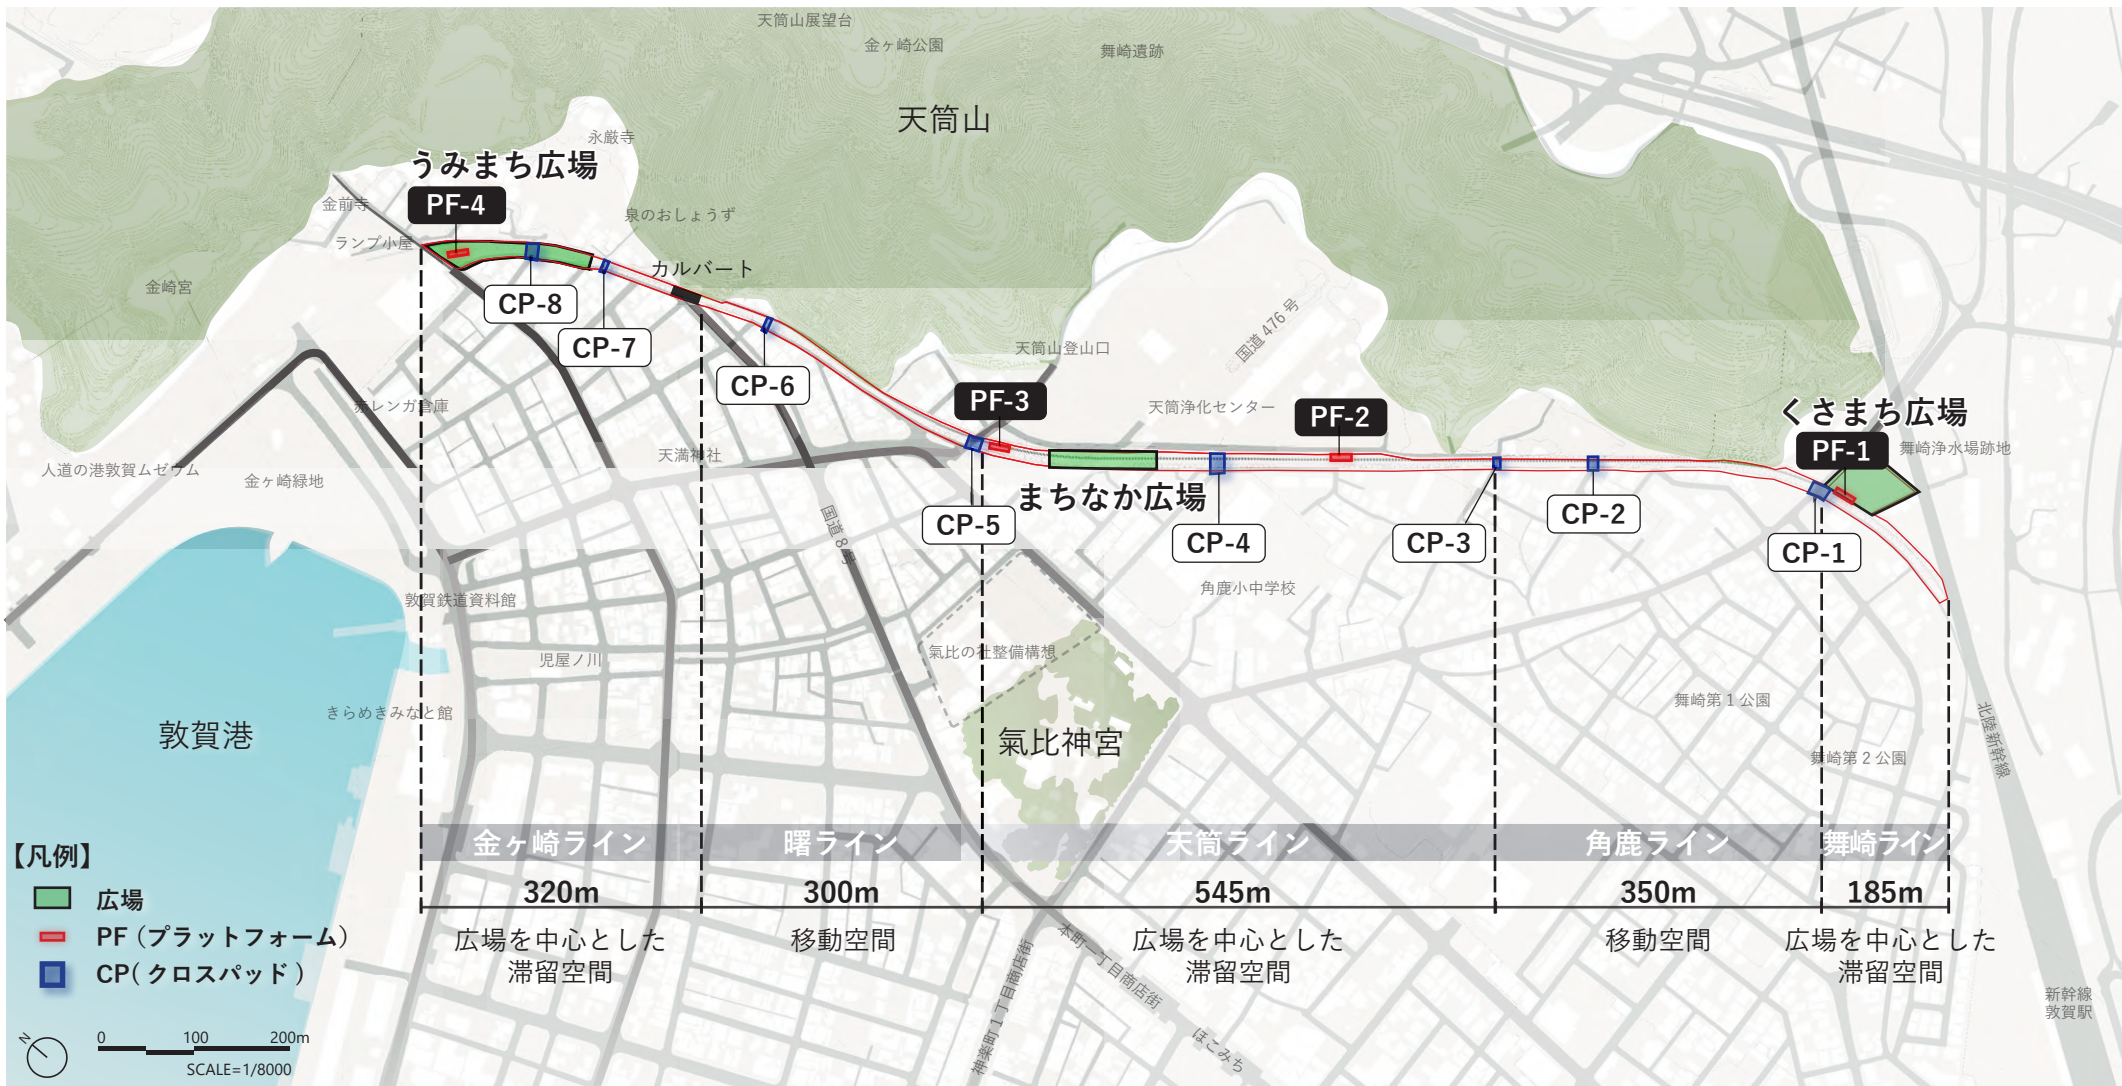 天筒山展望台
金ヶ崎公園
舞崎遺跡
天筒山
永厳寺
うみまち広場
PF-4
金前寺
泉のおしょうず
ランプ小屋
カルバート
金崎宮
CP-8
CP-7
国道 476 号
天筒山登山口
CP-6
PF-3
赤レンガ倉庫
天筒浄化センター
PF-2
くさまち広場
PF-1
舞崎浄水場跡地
人道の港敦賀ムゼウム
金ヶ崎緑地
天満神社
まちなか広場
CP-5
CP-4
CP-3
CP-2
CP-1
国道 8 号
敦賀鉄道資料館
角鹿小中学校
児屋ノ川
氣比の社整備構想
きらめきみなと館
敦賀港
氣比神宮
舞崎第 1 公園
舞崎第 2 公園
北陸新幹線
金ヶ崎ライン
曙ライン
天筒ライン
角鹿ライン
舞崎ライン
320m
300m
545m
350m
185m
広場を中心とした
滞留空間
移動空間
広場を中心とした
滞留空間
移動空間
広場を中心とした
滞留空間
神楽町 1 丁目商店街
本町一丁目商店街
ほこみち
新幹線
敦賀駅
【凡例】
広場
PF（プラットフォーム）
CP( クロスパッド )
N
0 100 200m
SCALE=1/8000